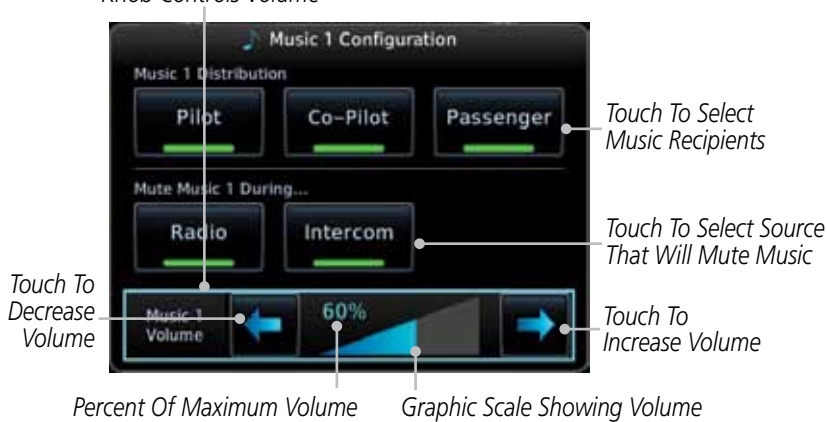 Knob Controls Volume
Music 1 Configuration
Music 1 Distribution
Pilot
Co-Pilot
Passenger
Touch To Select
Music Recipients
Mute Music 1 During...
Radio
Intercom
Touch To Select Source
That Will Mute Music
Touch To
Decrease
Volume
Music 1
Volume
60%
Touch To
Increase Volume
Percent Of Maximum Volume
Graphic Scale Showing Volume